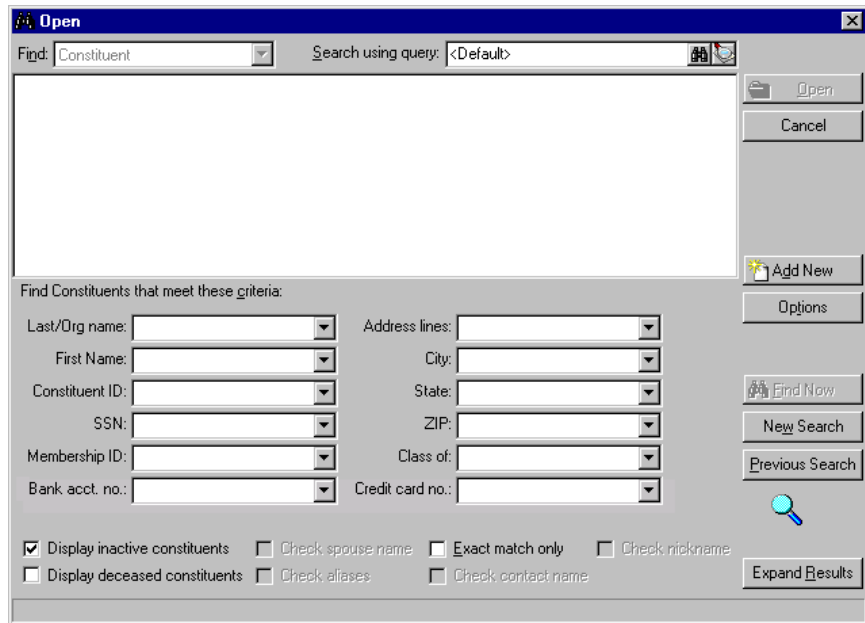 Open
Find: Constituent Search using query: <Default>
Open
Cancel
Add New
Options
Find Constituents that meet these criteria:
Last/Org name: Address lines:
First Name: City:
Constituent ID: State:
SSN: ZIP:
Membership ID: Class of:
Bank acct. no.: Credit card no.:
Find Now
New Search
Previous Search
Display inactive constituents Check spouse name Exact match only Check nickname
Display deceased constituents Check aliases Check contact name
Expand Results